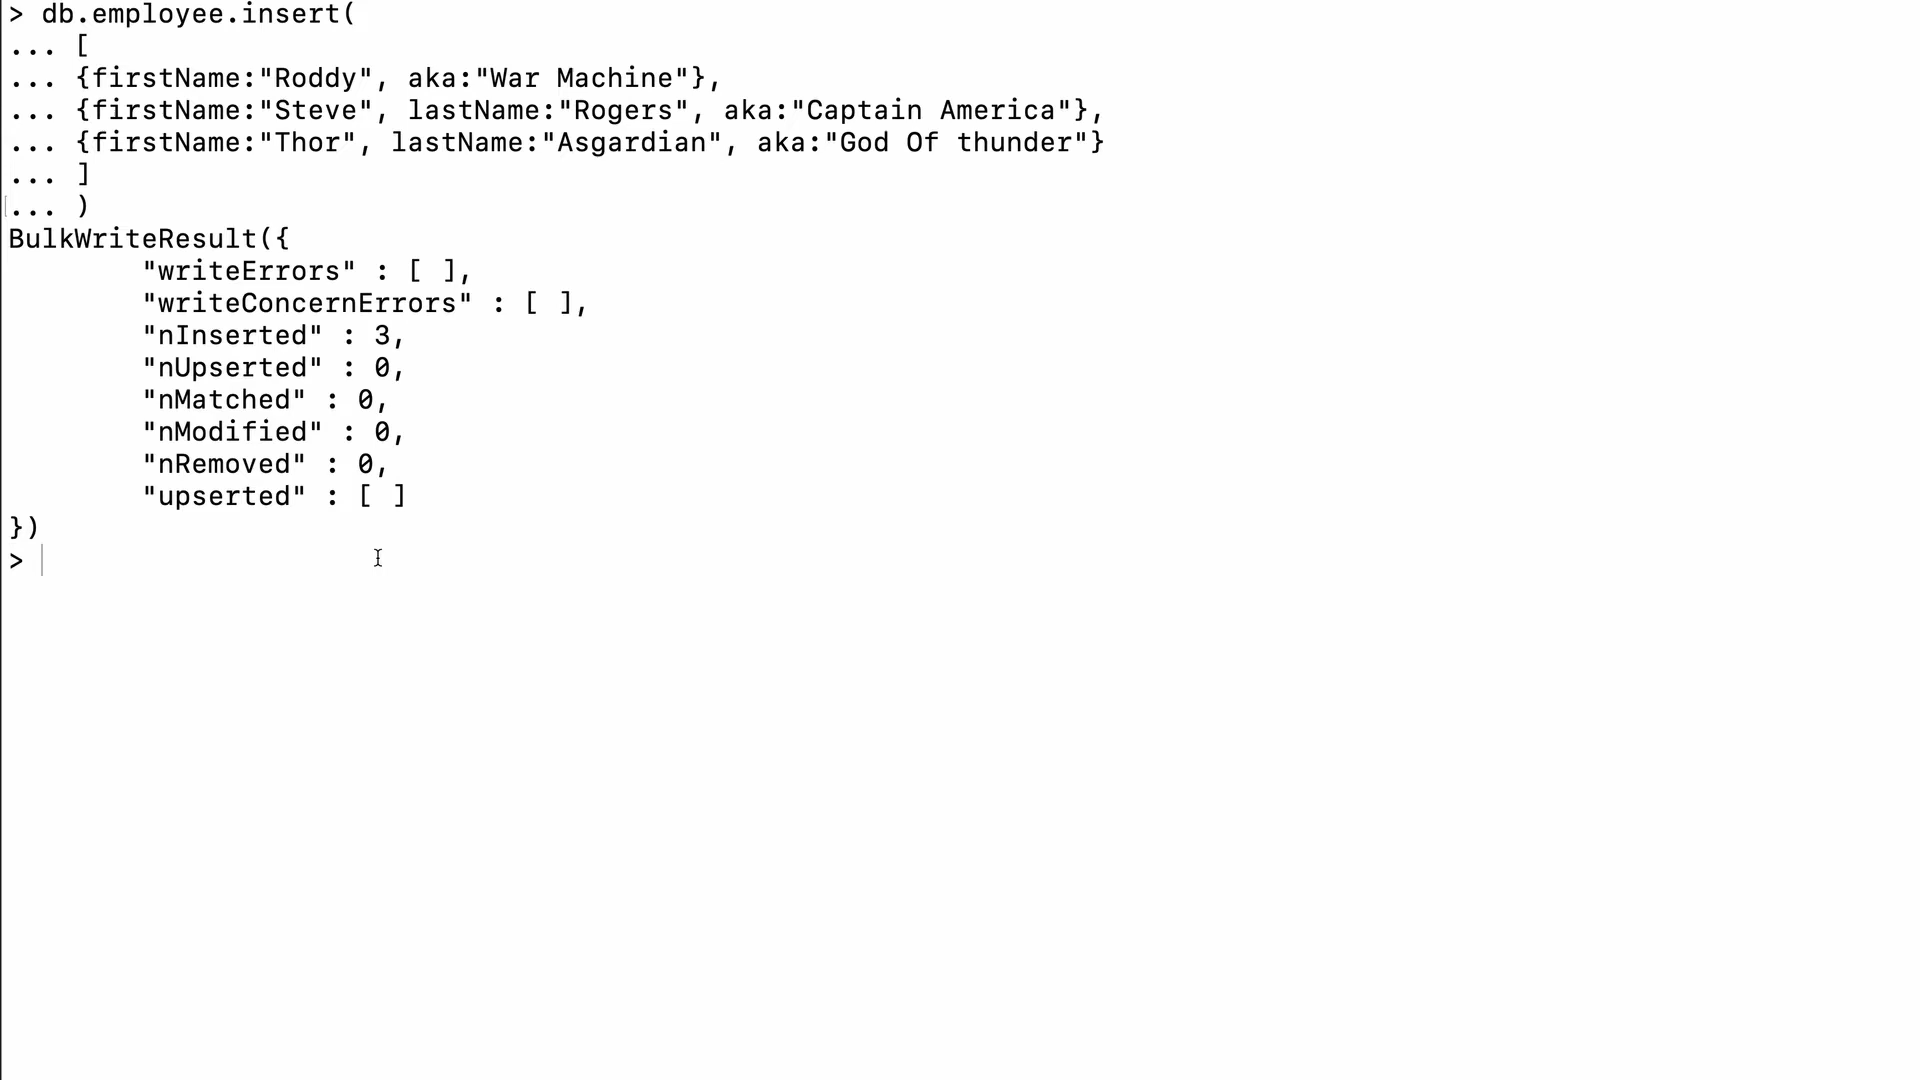 > db.employee.insert(
... [
... {firstName:"Roddy", aka:"War Machine"},
... {firstName:"Steve", lastName:"Rogers", aka:"Captain America"},
... {firstName:"Thor", lastName:"Asgardian", aka:"God Of thunder"}
... ]
... )
BulkWriteResult({
        "writeErrors" : [ ],
        "writeConcernErrors" : [ ],
        "nInserted" : 3,
        "nUpserted" : 0,
        "nMatched" : 0,
        "nModified" : 0,
        "nRemoved" : 0,
        "upserted" : [ ]
})
>